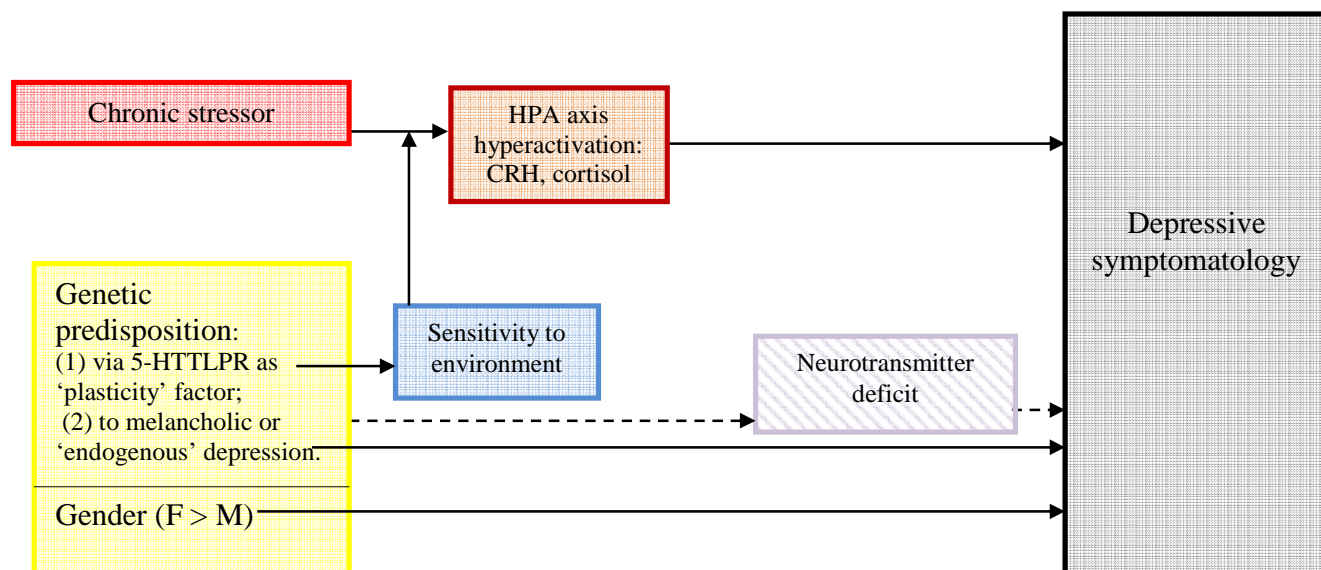 Chronic stressor
HPA axis
hyperactivation:
CRH, cortisol
Depressive
symptomatology
Genetic
predisposition:
(1) via 5-HTTLPR as
‘plasticity’ factor;
(2) to melancholic or
‘endogenous’ depression.
Sensitivity to
environment
Neurotransmitter
deficit
Gender (F > M)